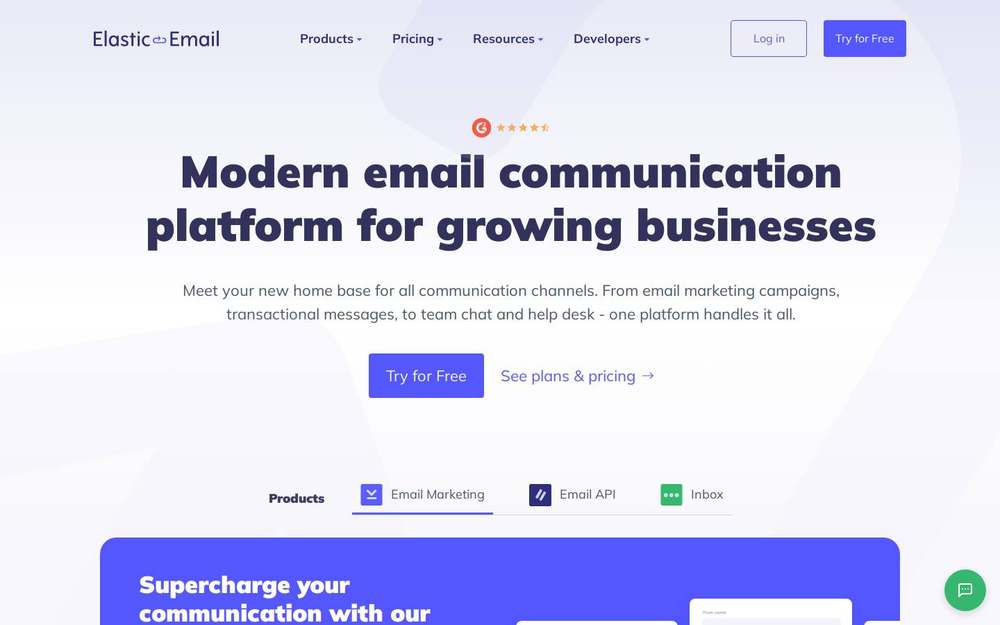 Elastic Email
Products
Pricing
Resources
Developers
Log in
Try for Free
Modern email communication
platform for growing businesses
Meet your new home base for all communication channels. From email marketing campaigns,
transactional messages, to team chat and help desk - one platform handles it all.
Try for Free
See plans & pricing →
Products
Email Marketing
Email API
Inbox
Supercharge your
communication with our